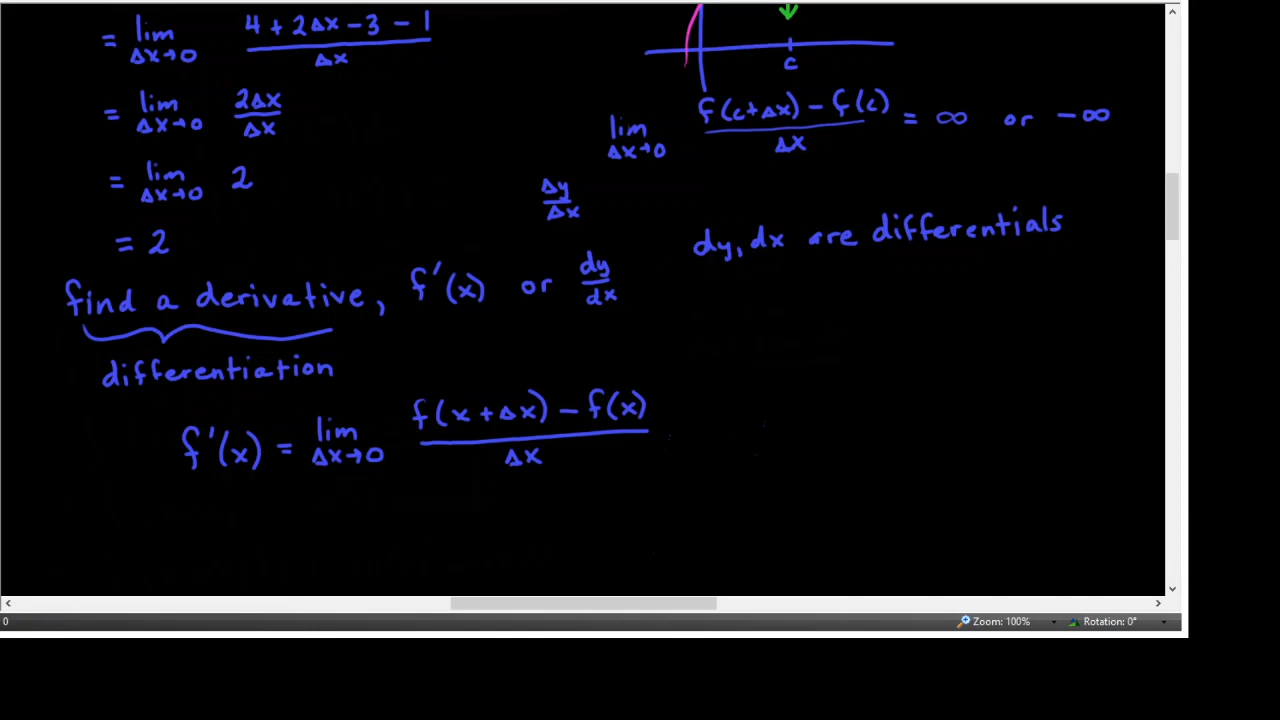 = lim Δx→0 4 + 2Δx − 3 − 1 / Δx
= lim Δx→0 2Δx / Δx
= lim Δx→0 2
= 2
c
lim Δx→0 f(c+Δx) − f(c) / Δx = ∞ or −∞
Δy / Δx
dy, dx are differentials
find a derivative, f'(x) or dy / dx
differentiation
f'(x) = lim Δx→0 f(x + Δx) − f(x) / Δx
0
Zoom: 100%
Rotation: 0°